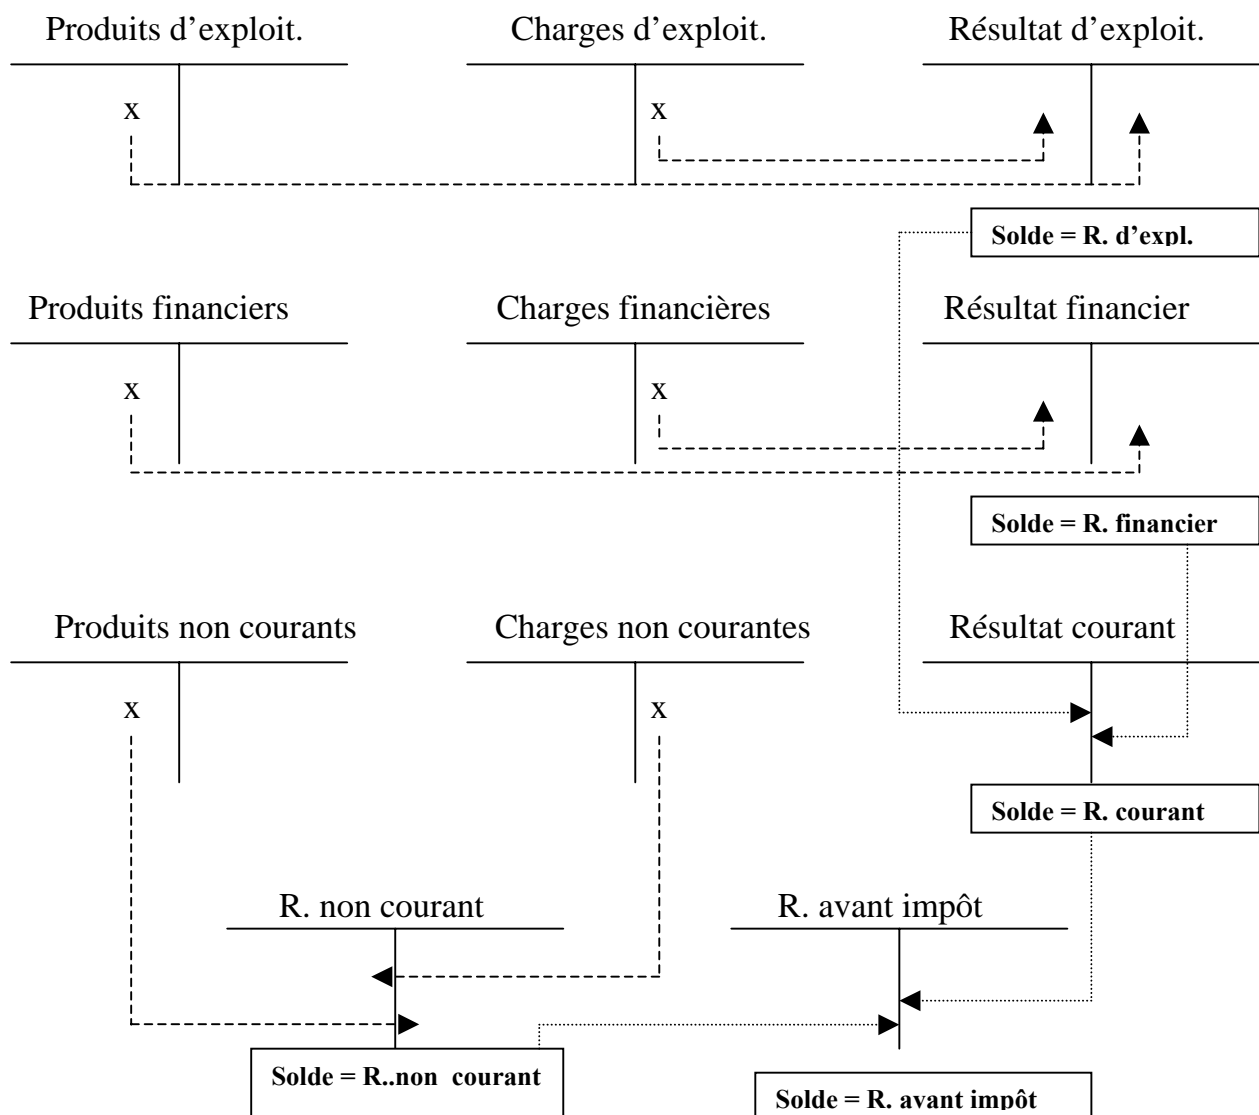 Produits d’exploit. Charges d’exploit. Résultat d’exploit.
x x
Solde = R. d’expl.
Produits financiers Charges financières Résultat financier
x x
Solde = R. financier
Produits non courants Charges non courantes Résultat courant
x x
Solde = R. courant
R. non courant R. avant impôt
Solde = R..non courant
Solde = R. avant impôt